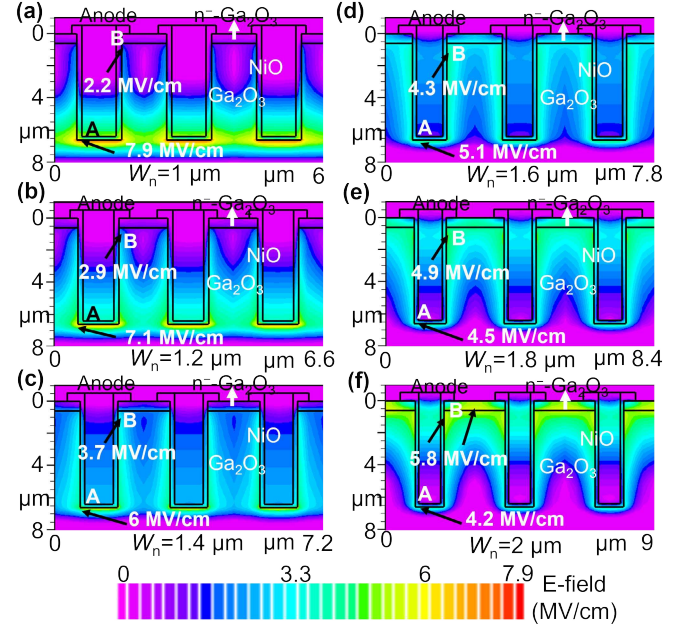 (a)
Anode
n⁻-Ga₂O₃
0
B
NiO
2.2 MV/cm
Ga₂O₃
4
µm
A
7.9 MV/cm
8
0
Wn=1 µm
6
(b)
Anode
n⁻-Ga₂O₃
0
B
NiO
2.9 MV/cm
Ga₂O₃
4
µm
A
7.1 MV/cm
8
0
Wn=1.2 µm
µm 6.6
(c)
Anode
n⁻-Ga₂O₃
0
B
NiO
3.7 MV/cm
Ga₂O₃
4
µm
A
6 MV/cm
8
0
Wn=1.4 µm
7.2
(d)
Anode
n⁻-Ga₂O₃
0
B
NiO
4.3 MV/cm
Ga₂O₃
4
µm
A
5.1 MV/cm
8
0
Wn=1.6 µm
µm 7.8
(e)
Anode
n⁻-Ga₂O₃
0
B
NiO
4.9 MV/cm
Ga₂O₃
4
µm
A
4.5 MV/cm
8
0
Wn=1.8 µm
µm 8.4
(f)
Anode
n⁻-Ga₂O₃
0
B
NiO
5.8 MV/cm
Ga₂O₃
4
µm
A
4.2 MV/cm
8
0
Wn=2 µm
µm 9
0 3.3 6 7.9
E-field
(MV/cm)